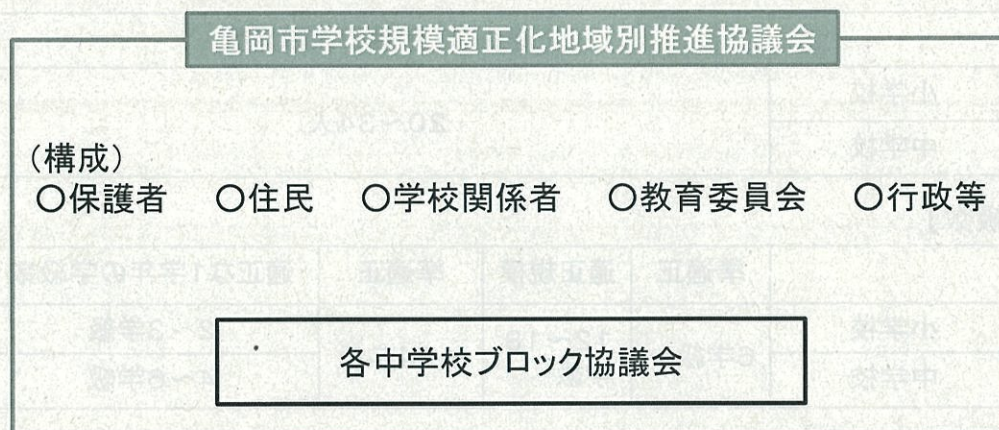 亀岡市学校規模適正化地域別推進協議会
（構成）
○保護者　○住民　○学校関係者　○教育委員会　○行政等
各中学校ブロック協議会